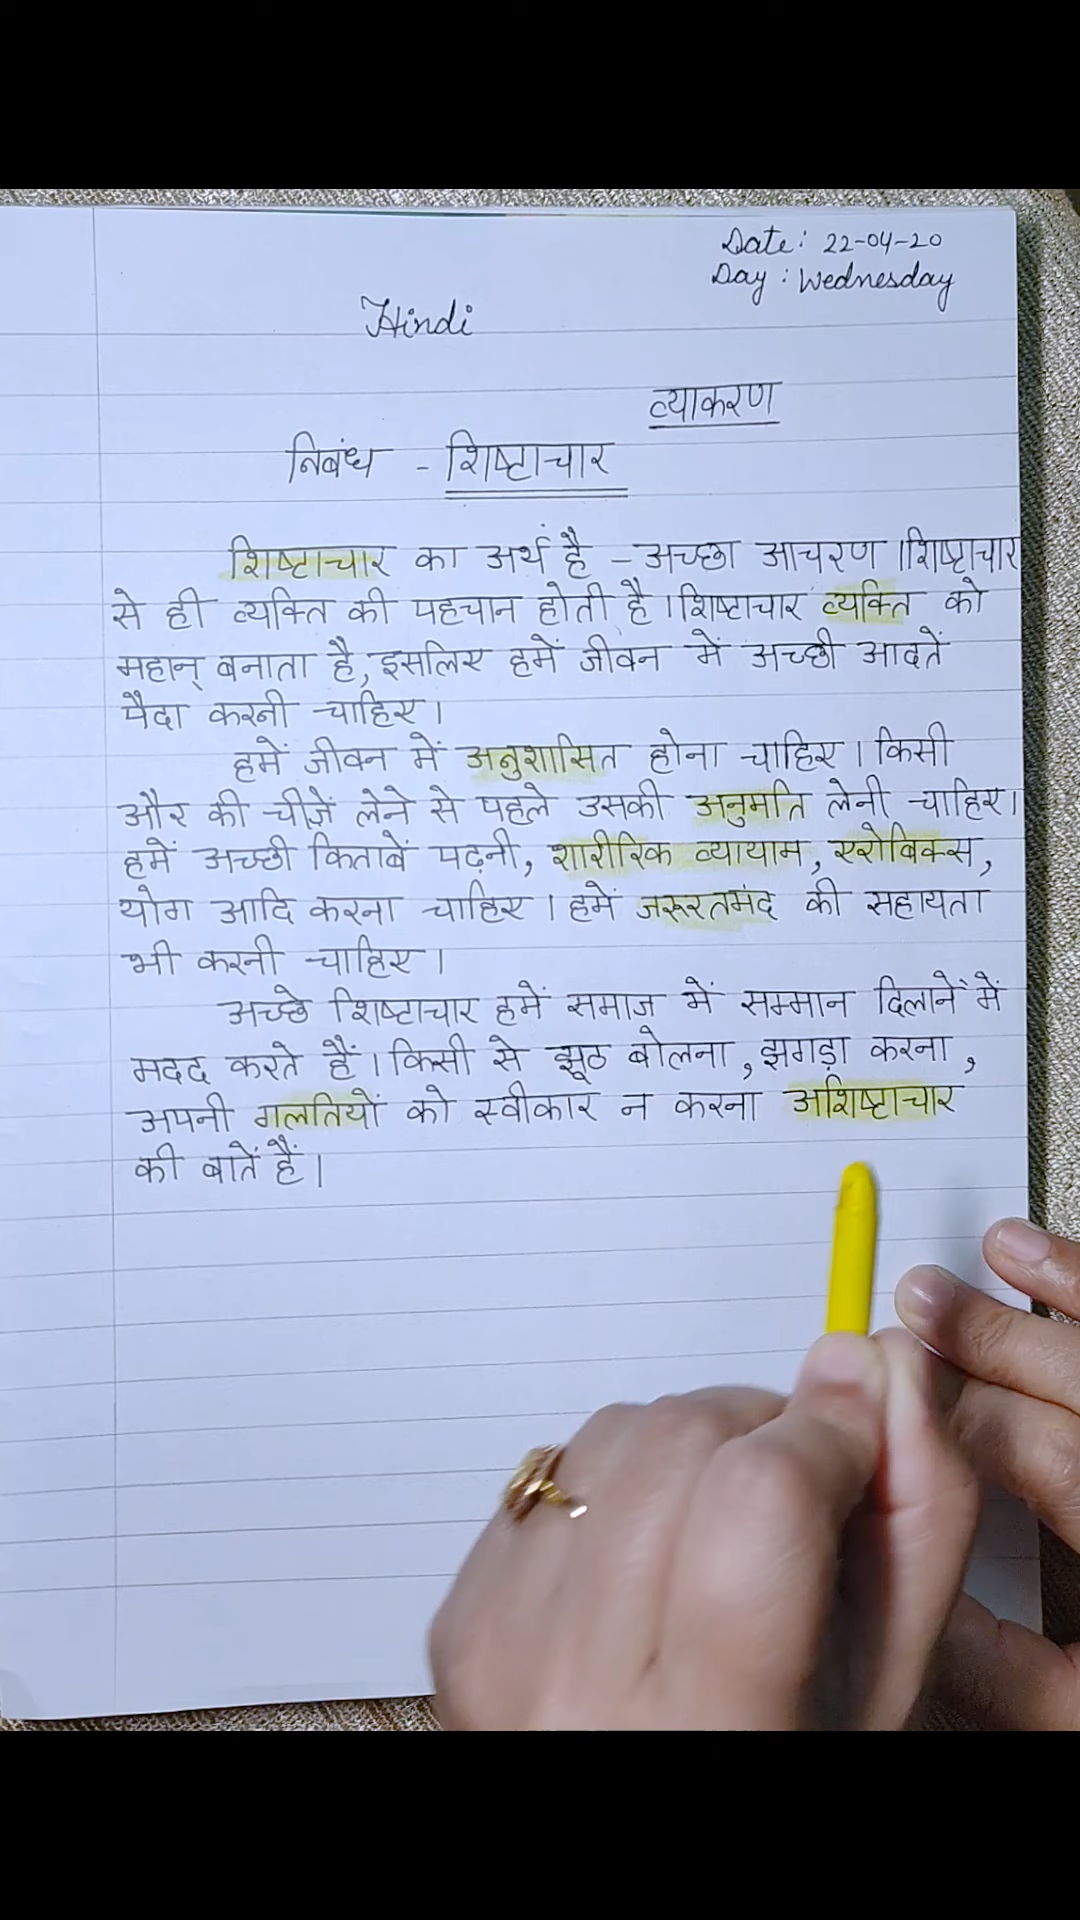 Date: 22-04-20
Day: Wednesday
Hindi
व्याकरण
निबंध - शिष्टाचार
शिष्टाचार का अर्थ है - अच्छा आचरण । शिष्टाचार
से ही व्यक्ति की पहचान होती है । शिष्टाचार व्यक्ति को
महान् बनाता है, इसलिए हमें जीवन में अच्छी आदतें
पैदा करनी चाहिए ।
हमें जीवन में अनुशासित होना चाहिए । किसी
और की चीज़ें लेने से पहले उसकी अनुमति लेनी चाहिए ।
हमें अच्छी किताबें पढ़नी, शारीरिक व्यायाम, एरोबिक्स,
योग आदि करना चाहिए । हमें जरूरतमंद की सहायता
भी करनी चाहिए ।
अच्छे शिष्टाचार हमें समाज में सम्मान दिलानें में
मदद करते हैं । किसी से झूठ बोलना, झगड़ा करना,
अपनी गलतियों को स्वीकार न करना अशिष्टाचार
की बातें हैं ।